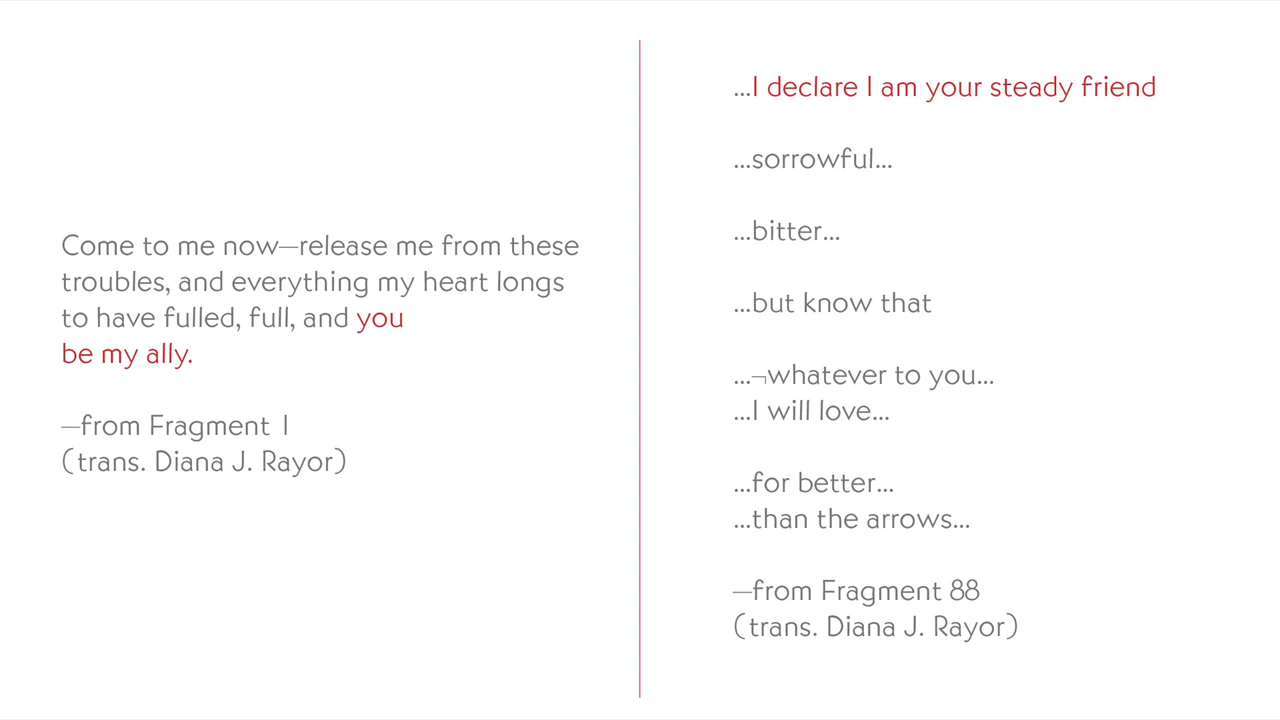 Come to me now—release me from these
troubles, and everything my heart longs
to have fulled, full, and you
be my ally.
—from Fragment 1
(trans. Diana J. Rayor)
...I declare I am your steady friend
...sorrowful...
...bitter...
...but know that
...¬whatever to you...
...I will love...
...for better...
...than the arrows...
—from Fragment 88
(trans. Diana J. Rayor)